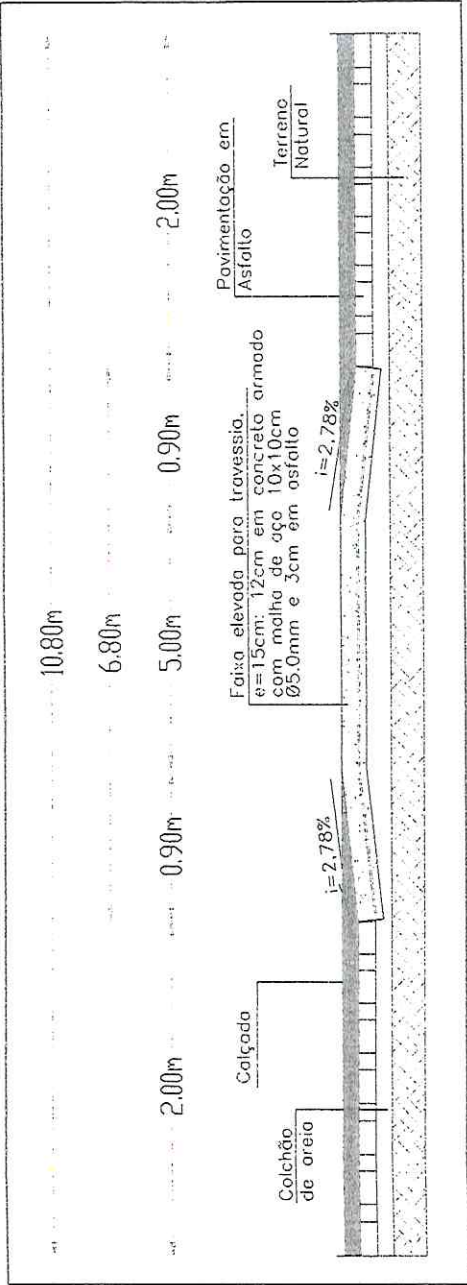 10.80m
6.80m
2.00m 0.90m 5.00m 0.90m 2.00m
Colchão
de areia
Calçada
i=2,78%
Faixa elevada para travessia,
e=15cm: 12cm em concreto armado
com malha de aço 10x10cm
Ø5.0mm e 3cm em asfalto
i=2,78%
Pavimentação em
Asfalto
Terreno
Natural